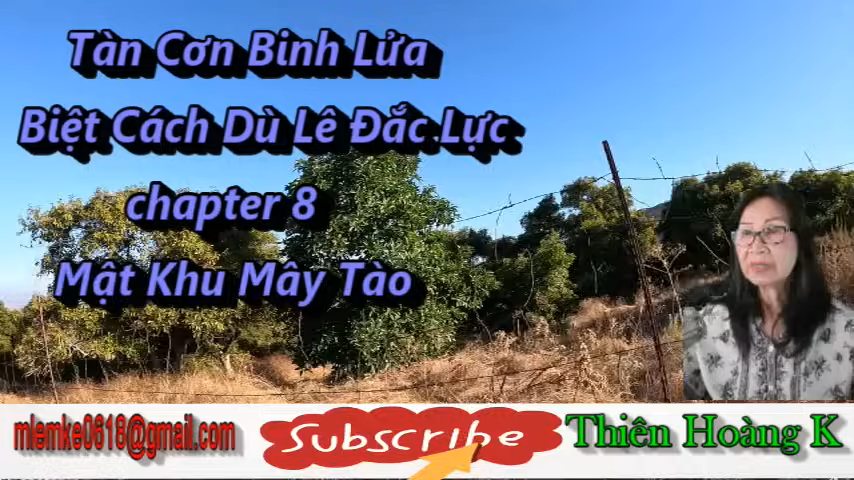 Tàn Cơn Binh Lửa
Biệt Cách Dù Lê Đắc Lực
chapter 8
Mật Khu Mây Tào
mlemke0618@gmail.com
Subscribe
Thiên Hoàng K